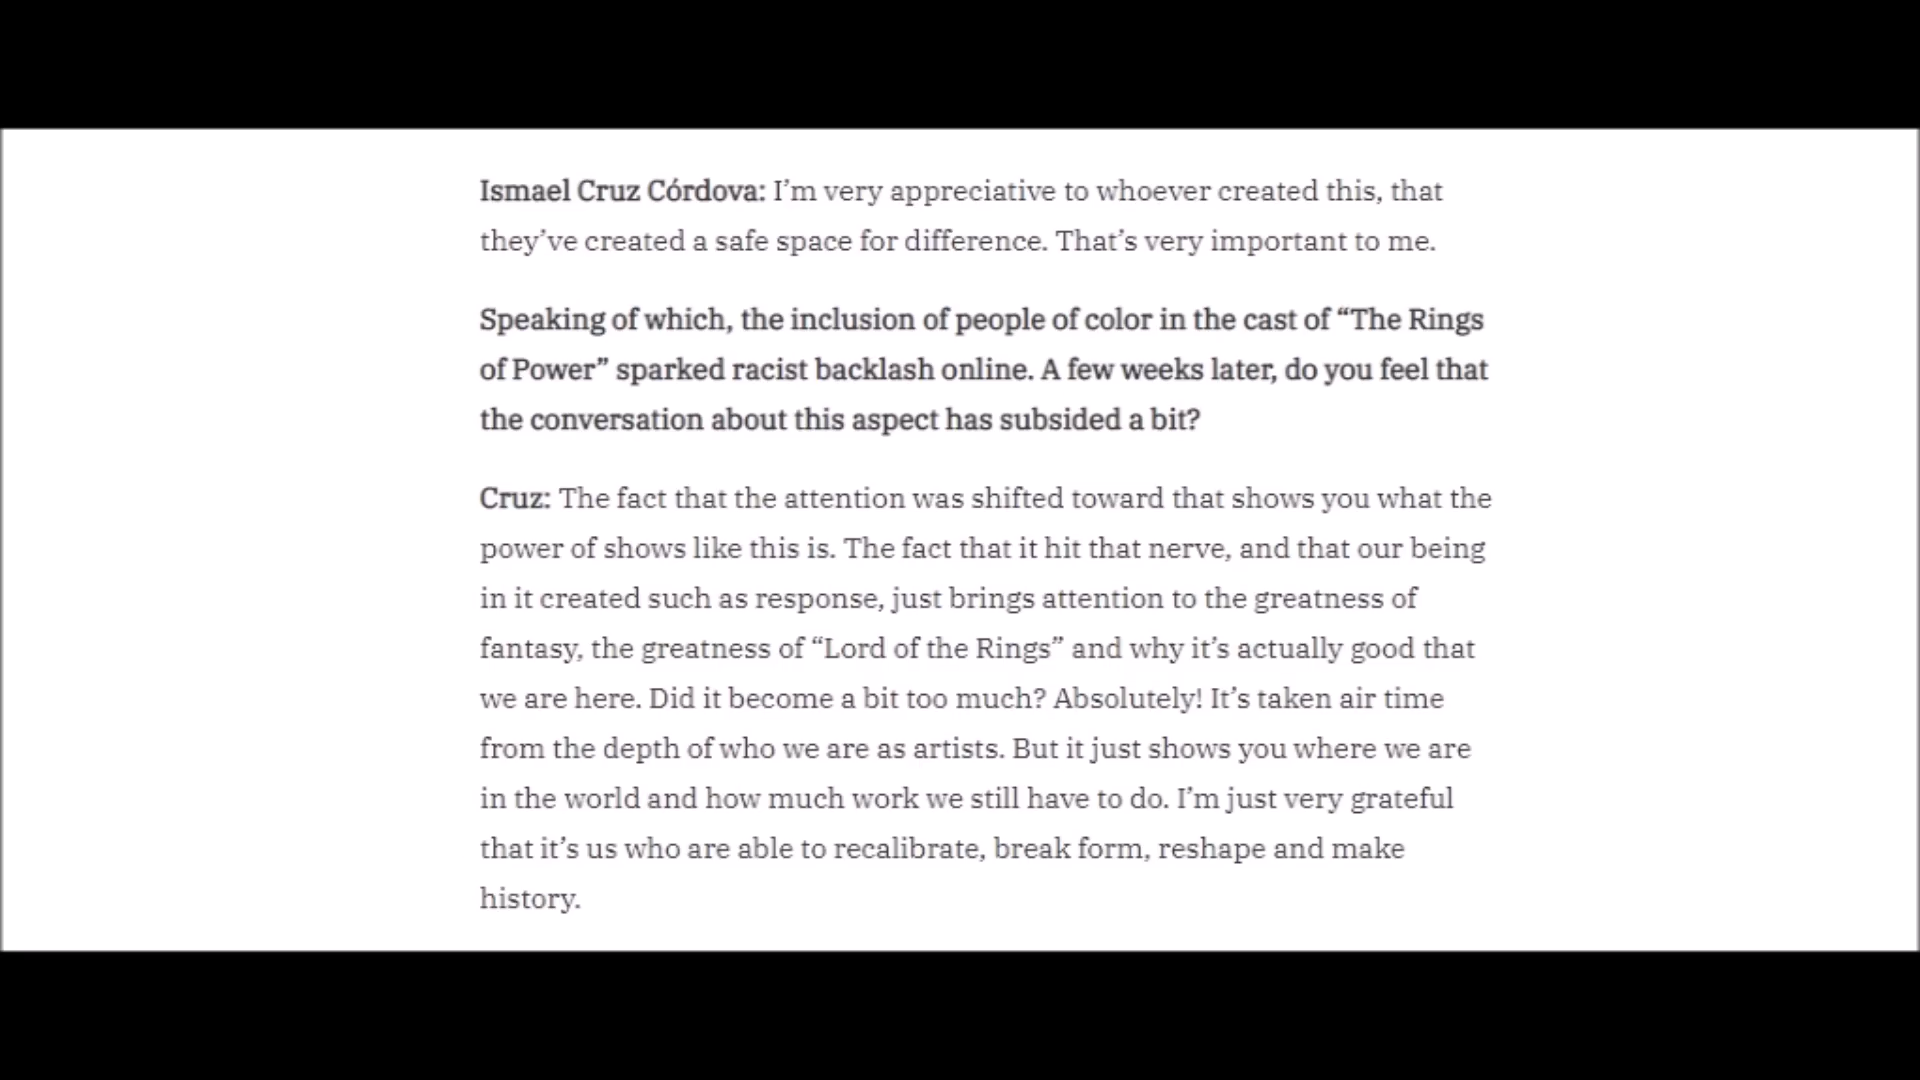 Ismael Cruz Córdova: I’m very appreciative to whoever created this, that
they’ve created a safe space for difference. That’s very important to me.
Speaking of which, the inclusion of people of color in the cast of “The Rings
of Power” sparked racist backlash online. A few weeks later, do you feel that
the conversation about this aspect has subsided a bit?
Cruz: The fact that the attention was shifted toward that shows you what the
power of shows like this is. The fact that it hit that nerve, and that our being
in it created such as response, just brings attention to the greatness of
fantasy, the greatness of “Lord of the Rings” and why it’s actually good that
we are here. Did it become a bit too much? Absolutely! It’s taken air time
from the depth of who we are as artists. But it just shows you where we are
in the world and how much work we still have to do. I’m just very grateful
that it’s us who are able to recalibrate, break form, reshape and make
history.